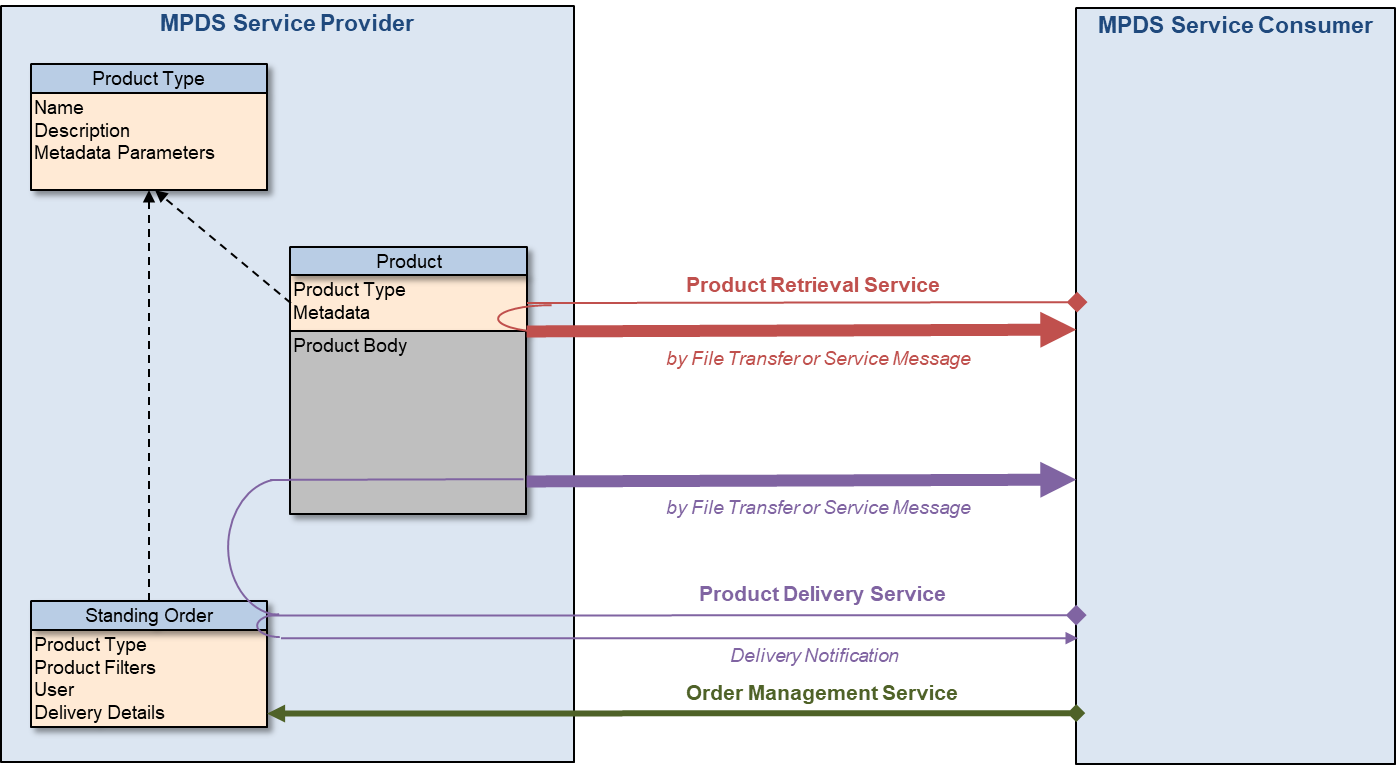 MPDS Service Provider
MPDS Service Consumer
Product Type
Name
Description
Metadata Parameters
Product
Product Type
Metadata
Product Body
Product Retrieval Service
by File Transfer or Service Message
by File Transfer or Service Message
Product Delivery Service
Delivery Notification
Order Management Service
Standing Order
Product Type
Product Filters
User
Delivery Details